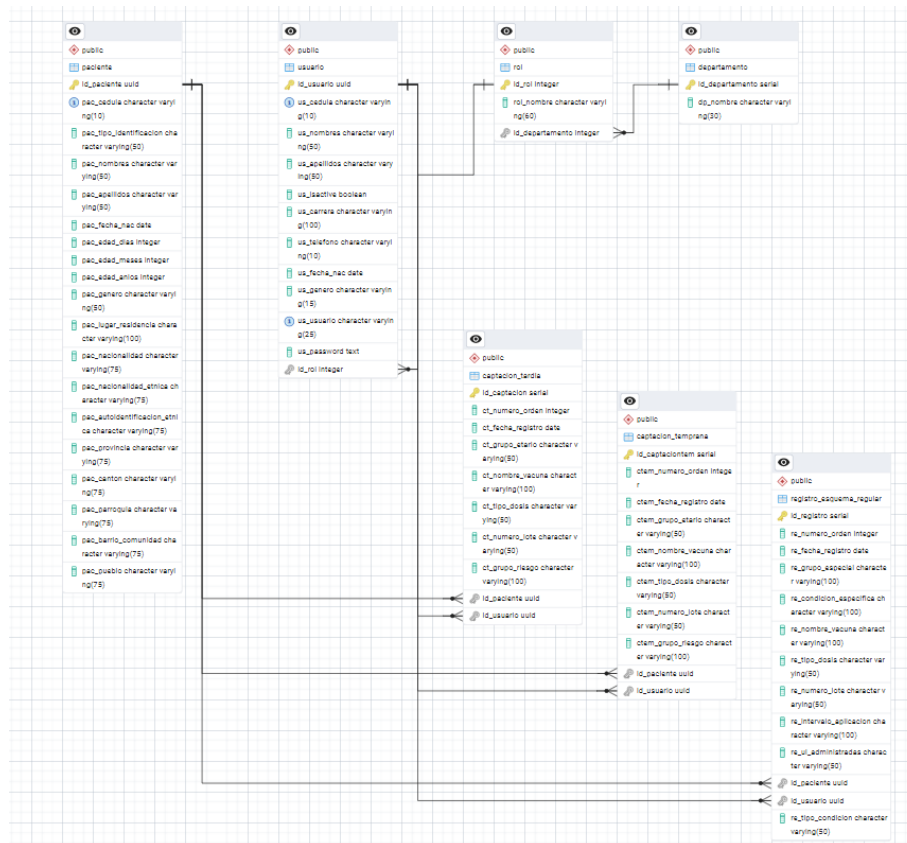 public
paciente
id_paciente uuid
pac_cedula character varyi
ng(10)
pac_tipo_identificacion cha
racter varying(50)
pac_nombres character var
ying(50)
pac_apellidos character var
ying(50)
pac_fecha_nac date
pac_edad_dias integer
pac_edad_meses integer
pac_edad_anios integer
pac_genero character varyi
ng(50)
pac_lugar_residencia chara
cter varying(100)
pac_nacionalidad character
varying(75)
pac_nacionalidad_etnica ch
aracter varying(75)
pac_autoidentificacion_etni
ca character varying(75)
pac_provincia character var
ying(75)
pac_canton character varyi
ng(75)
pac_parroquia character va
rying(75)
pac_barrio_comunidad cha
racter varying(75)
pac_pueblo character varyi
ng(75)
public
usuario
id_usuario uuid
us_cedula character varyin
g(10)
us_nombres character varyi
ng(50)
us_apellidos character vary
ing(50)
us_isactive boolean
us_carrera character varyin
g(100)
us_telefono character varyi
ng(10)
us_fecha_nac date
us_genero character varyin
g(15)
us_usuario character varyin
g(25)
us_password text
id_rol integer
public
rol
id_rol integer
rol_nombre character varyi
ng(60)
id_departamento integer
public
departamento
id_departamento serial
dp_nombre character varyi
ng(30)
public
captacion_tardia
id_captacion serial
ct_numero_orden integer
ct_fecha_registro date
ct_grupo_etario character v
arying(50)
ct_nombre_vacuna charact
er varying(100)
ct_tipo_dosis character var
ying(50)
ct_numero_lote character v
arying(50)
ct_grupo_riesgo character
varying(100)
id_paciente uuid
id_usuario uuid
public
captacion_temprana
id_captaciontem serial
ctem_numero_orden intege
r
ctem_fecha_registro date
ctem_grupo_etario charact
er varying(50)
ctem_nombre_vacuna char
acter varying(100)
ctem_tipo_dosis character
varying(50)
ctem_numero_lote charact
er varying(50)
ctem_grupo_riesgo charact
er varying(100)
id_paciente uuid
id_usuario uuid
public
registro_esquema_regular
id_registro serial
re_numero_orden integer
re_fecha_registro date
re_grupo_especial characte
r varying(100)
re_condicion_especifica ch
aracter varying(100)
re_nombre_vacuna charact
er varying(100)
re_tipo_dosis character var
ying(50)
re_numero_lote character v
arying(50)
re_intervalo_aplicacion cha
racter varying(100)
re_ui_administradas charac
ter varying(50)
id_paciente uuid
id_usuario uuid
re_tipo_condicion character
varying(50)